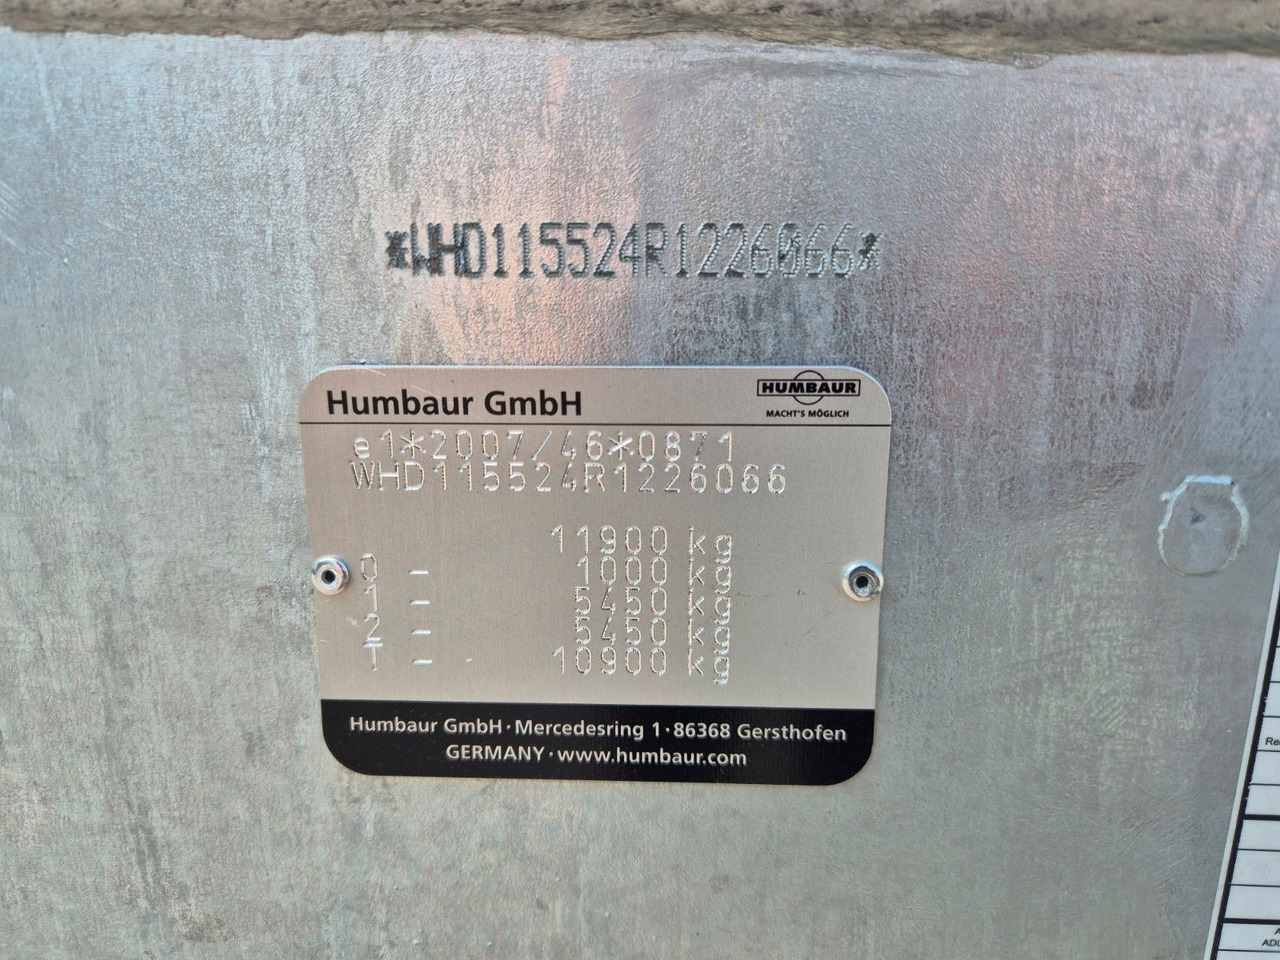 *WHD115524R1226066*
Humbaur GmbH
HUMBAUR
MACHT'S MÖGLICH
e1*2007/46*0871
WHD115524R1226066
11900 kg
0 - 1000 kg
1 - 5450 kg
2 - 5450 kg
T - 10900 kg
Humbaur GmbH · Mercedesring 1 · 86368 Gersthofen
GERMANY · www.humbaur.com